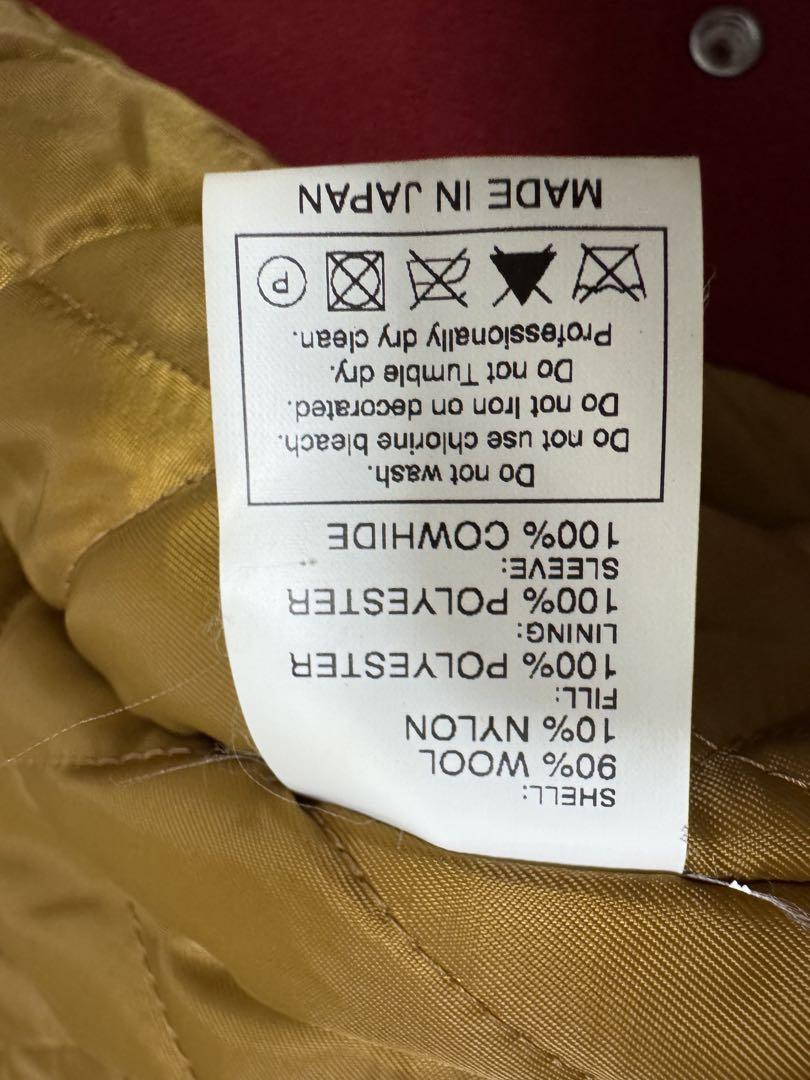 SHELL:
90% WOOL
10% NYLON
FILL:
100% POLYESTER
LINING:
100% POLYESTER
SLEEVE:
100% COWHIDE
Do not wash.
Do not use chlorine bleach.
Do not Iron on decorated.
Do not Tumble dry.
Professionally dry clean.
P
MADE IN JAPAN